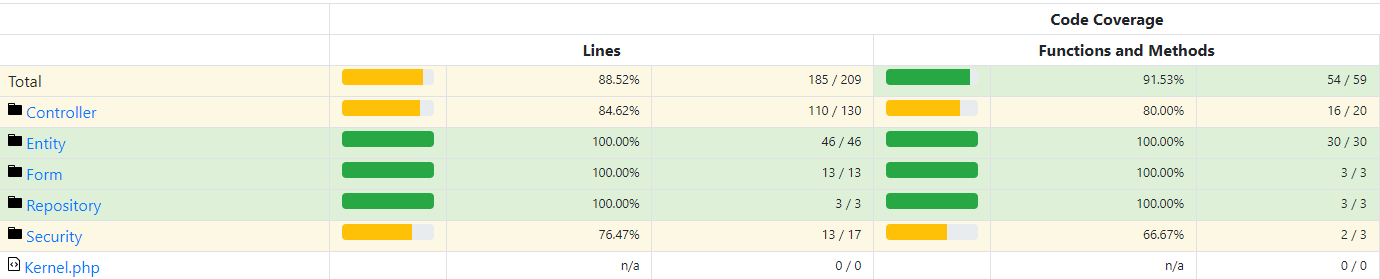 Code Coverage
Lines Functions and Methods
Total 88.52% 185 / 209 91.53% 54 / 59
Controller 84.62% 110 / 130 80.00% 16 / 20
Entity 100.00% 46 / 46 100.00% 30 / 30
Form 100.00% 13 / 13 100.00% 3 / 3
Repository 100.00% 3 / 3 100.00% 3 / 3
Security 76.47% 13 / 17 66.67% 2 / 3
Kernel.php n/a 0 / 0 n/a 0 / 0